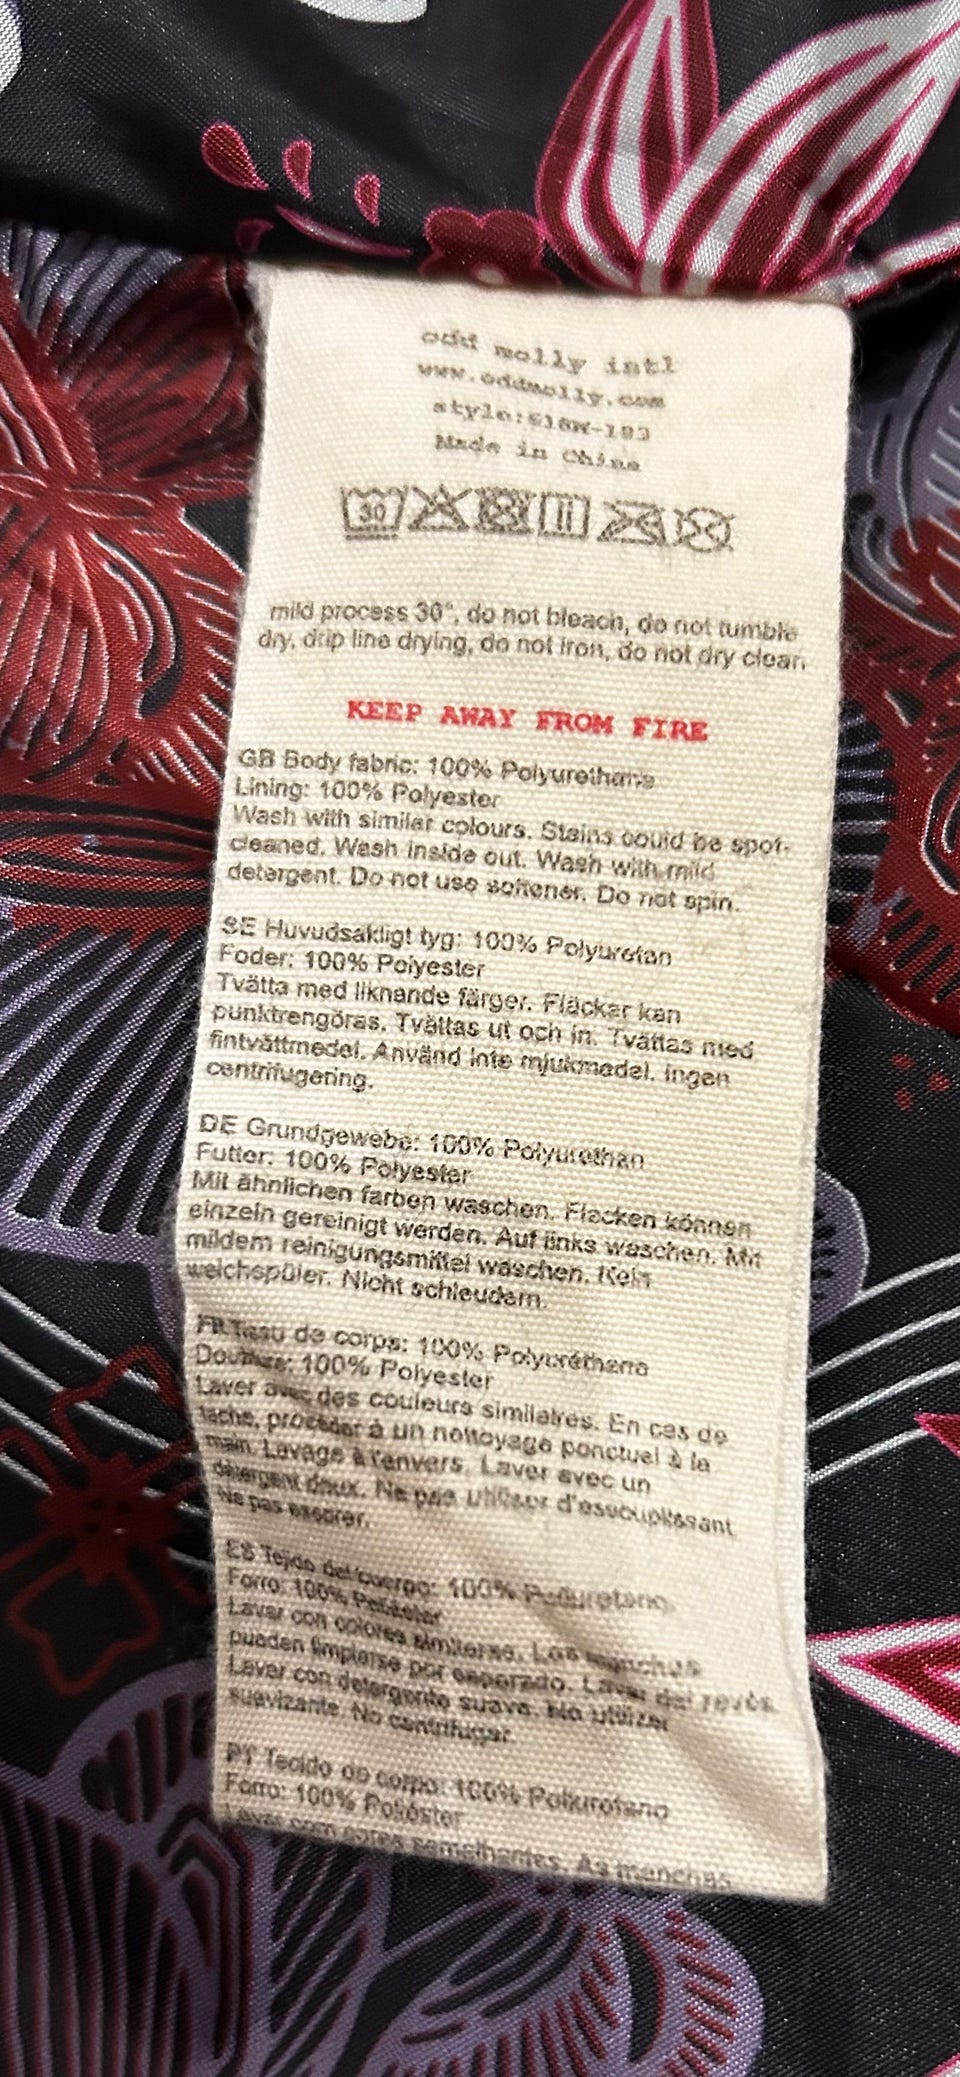 odd molly intl
www.oddmolly.com
style:618W-193
Made in China
30
mild process 30°, do not bleach, do not tumble
dry, drip line drying, do not iron, do not dry clean
KEEP AWAY FROM FIRE
GB Body fabric: 100% Polyurethane
Lining: 100% Polyester
Wash with similar colours. Stains could be spot-
cleaned. Wash inside out. Wash with mild
detergent. Do not use softener. Do not spin.
SE Huvudsakligt tyg: 100% Polyuretan
Foder: 100% Polyester
Tvätta med liknande färger. Fläckar kan
punktrengöras. Tvättas ut och in. Tvättas med
fintvättmedel. Använd inte mjukmedel. Ingen
centrifugering.
DE Grundgewebe: 100% Polyurethan
Futter: 100% Polyester
Mit ähnlichen farben waschen. Flecken können
einzeln gereinigt werden. Auf links waschen. Mit
mildem reinigungsmittel waschen. Kein
weichspüler. Nicht schleudern.
FR Tissu de corps: 100% Polyuréthane
Doublure: 100% Polyester
Laver avec des couleurs similaires. En cas de
tache, procéder à un nettoyage ponctuel à la
main. Lavage à l'envers. Laver avec un
détergent doux. Ne pas utiliser d'assouplissant.
Ne pas essorer.
ES Tejido del cuerpo: 100% Poliuretano
Forro: 100% Poliéster
Lavar con colores similares. Las manchas
pueden limpiarse por separado. Lavar del revés.
Lavar con detergente suave. No utilizar
suavizante. No centrifugar.
PT Tecido do corpo: 100% Poliuretano
Forro: 100% Poliéster
Lavar com cores semelhantes. As manchas